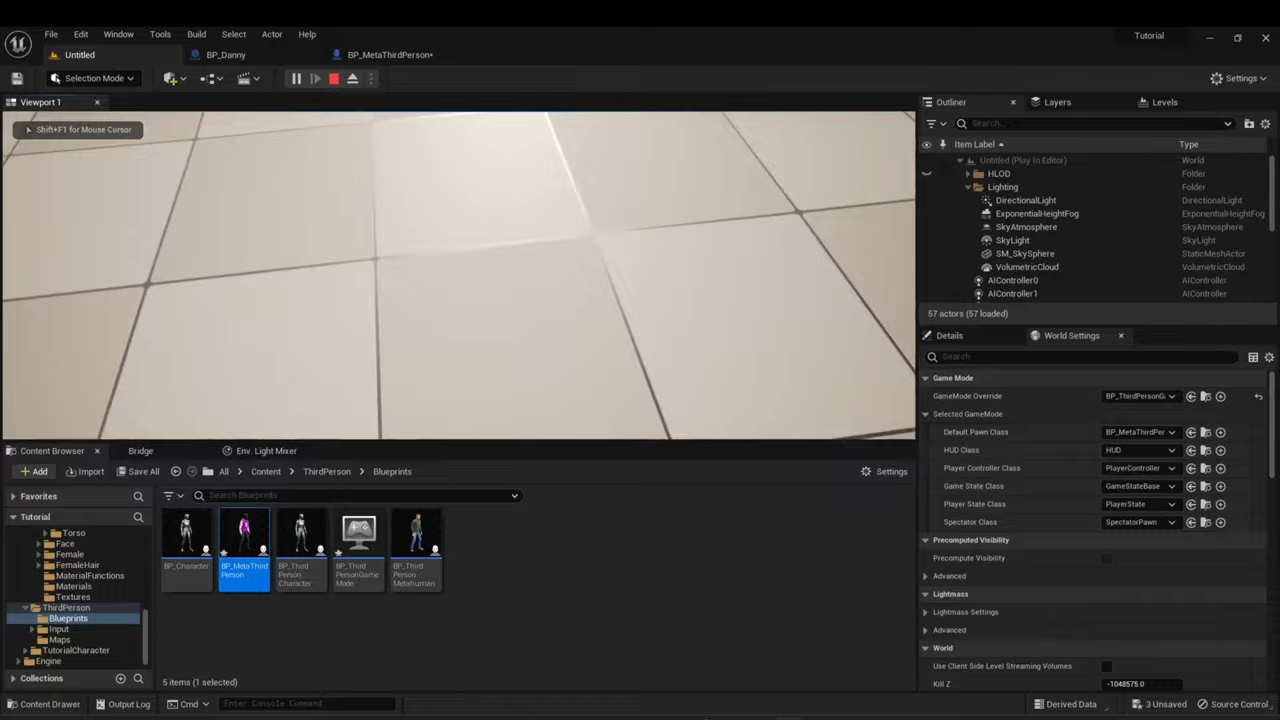 File Edit Window Tools Build Select Actor Help
Tutorial
Untitled BP_Danny BP_MetaThirdPerson•
Selection Mode Settings
Viewport 1
Shift+F1 for Mouse Cursor
Outliner Layers Levels
Search...
Item Label Type
Untitled (Play In Editor) World
HLOD Folder
Lighting Folder
DirectionalLight DirectionalLight
ExponentialHeightFog ExponentialHeightFog
SkyAtmosphere SkyAtmosphere
SkyLight SkyLight
SM_SkySphere StaticMeshActor
VolumetricCloud VolumetricCloud
AIController0 AIController
AIController1 AIController
57 actors (57 loaded)
Details World Settings
Search
Game Mode
GameMode Override BP_ThirdPersonG
Selected GameMode
Default Pawn Class BP_MetaThirdPer
HUD Class HUD
Player Controller Class PlayerController
Game State Class GameStateBase
Player State Class PlayerState
Spectator Class SpectatorPawn
Precomputed Visibility
Precompute Visibility
Advanced
Lightmass
Lightmass Settings
Advanced
World
Use Client Side Level Streaming Volumes
Kill Z -1048575.0
Content Browser Bridge Env. Light Mixer
Add Import Save All All Content ThirdPerson Blueprints Settings
Favorites
Search Blueprints
Tutorial
Torso
Face
Female
FemaleHair
MaterialFunctions
Materials
Textures
ThirdPerson
Blueprints
Input
Maps
TutorialCharacter
Engine
Collections
BP_Character
BP_MetaThird
Person
BP_Third
Person
Character
BP_Third
PersonGame
Mode
BP_Third
Person
Metahuman
5 items (1 selected)
Content Drawer Output Log Cmd Enter Console Command Derived Data 3 Unsaved Source Control